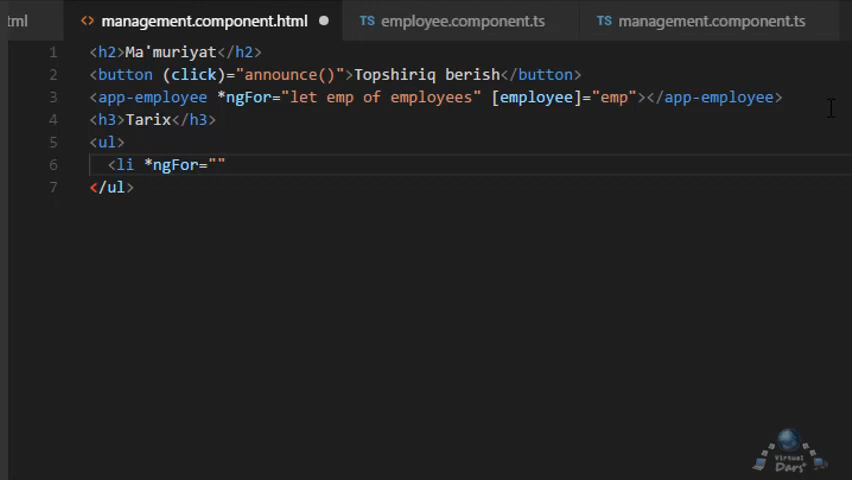 tml
<> management.component.html
TS employee.component.ts
TS management.component.ts
1 <h2>Ma'muriyat</h2>
2 <button (click)="announce()">Topshiriq berish</button>
3 <app-employee *ngFor="let emp of employees" [employee]="emp"></app-employee>
4 <h3>Tarix</h3>
5 <ul>
6 <li *ngFor=""
7 </ul>
Virtual
Dars